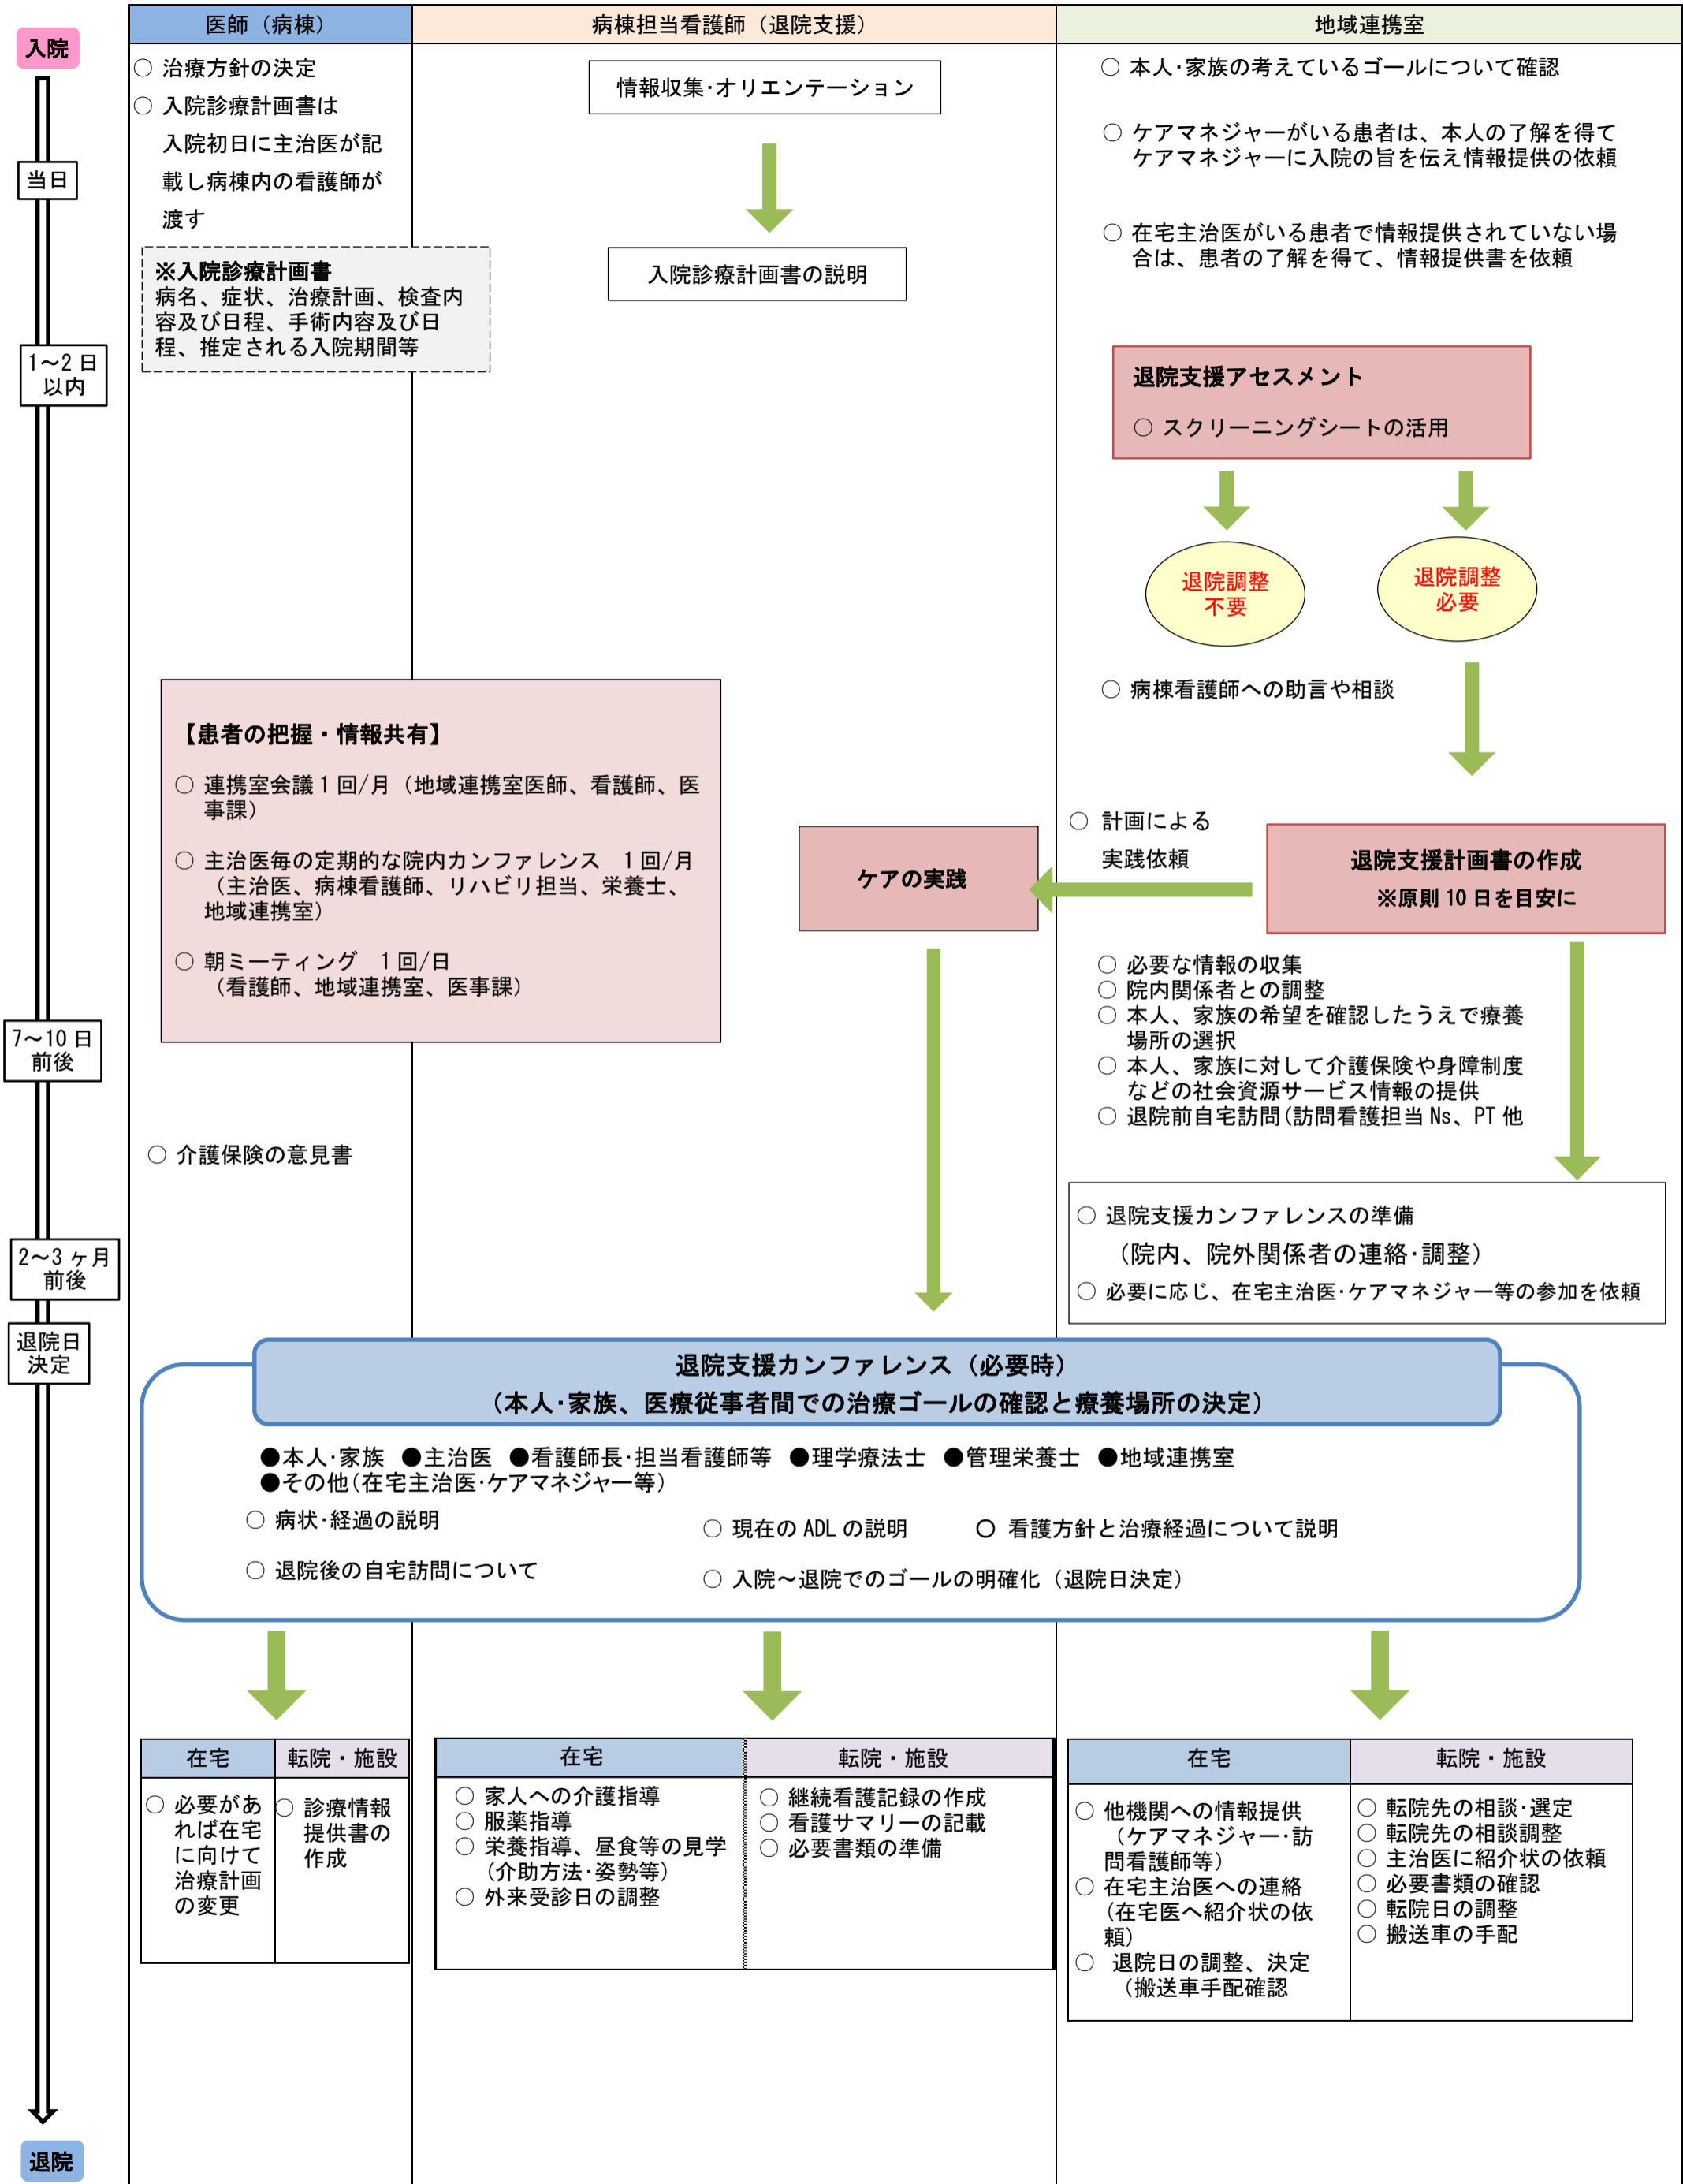 医師（病棟）
病棟担当看護師（退院支援）
地域連携室
入院
当日
1～2日
以内
7～10日
前後
2～3ヶ月
前後
退院日
決定
退院
○ 治療方針の決定
○ 入院診療計画書は
入院初日に主治医が記
載し病棟内の看護師が
渡す
※入院診療計画書
病名、症状、治療計画、検査内
容及び日程、手術内容及び日
程、推定される入院期間等
情報収集･オリエンテーション
入院診療計画書の説明
○ 本人･家族の考えているゴールについて確認
○ ケアマネジャーがいる患者は、本人の了解を得て
ケアマネジャーに入院の旨を伝え情報提供の依頼
○ 在宅主治医がいる患者で情報提供されていない場
合は、患者の了解を得て、情報提供書を依頼
退院支援アセスメント
○ スクリーニングシートの活用
退院調整
不要
退院調整
必要
○ 病棟看護師への助言や相談
【患者の把握・情報共有】
○ 連携室会議１回/月（地域連携室医師、看護師、医
事課）
○ 主治医毎の定期的な院内カンファレンス　１回/月
（主治医、病棟看護師、リハビリ担当、栄養士、
地域連携室）
○ 朝ミーティング　１回/日
（看護師、地域連携室、医事課）
ケアの実践
○ 計画による
実践依頼
退院支援計画書の作成
※原則10日を目安に
○ 必要な情報の収集
○ 院内関係者との調整
○ 本人、家族の希望を確認したうえで療養
場所の選択
○ 本人、家族に対して介護保険や身障制度
などの社会資源サービス情報の提供
○ 退院前自宅訪問(訪問看護担当Ns、PT他
○ 介護保険の意見書
○ 退院支援カンファレンスの準備
（院内、院外関係者の連絡･調整）
○ 必要に応じ、在宅主治医･ケアマネジャー等の参加を依頼
退院支援カンファレンス（必要時）
（本人･家族、医療従事者間での治療ゴールの確認と療養場所の決定）
●本人･家族 ●主治医 ●看護師長･担当看護師等 ●理学療法士 ●管理栄養士 ●地域連携室
●その他(在宅主治医･ケアマネジャー等)
○ 病状･経過の説明
○ 現在のADLの説明
○ 看護方針と治療経過について説明
○ 退院後の自宅訪問について
○ 入院～退院でのゴールの明確化（退院日決定）
在宅
転院・施設
○ 必要があ
れば在宅
に向けて
治療計画
の変更
○ 診療情報
提供書の
作成
在宅
転院・施設
○ 家人への介護指導
○ 服薬指導
○ 栄養指導、昼食等の見学
(介助方法･姿勢等)
○ 外来受診日の調整
○ 継続看護記録の作成
○ 看護サマリーの記載
○ 必要書類の準備
在宅
転院・施設
○ 他機関への情報提供
（ケアマネジャー･訪
問看護師等）
○ 在宅主治医への連絡
(在宅医へ紹介状の依
頼)
○ 退院日の調整、決定
（搬送車手配確認
○ 転院先の相談･選定
○ 転院先の相談調整
○ 主治医に紹介状の依頼
○ 必要書類の確認
○ 転院日の調整
○ 搬送車の手配